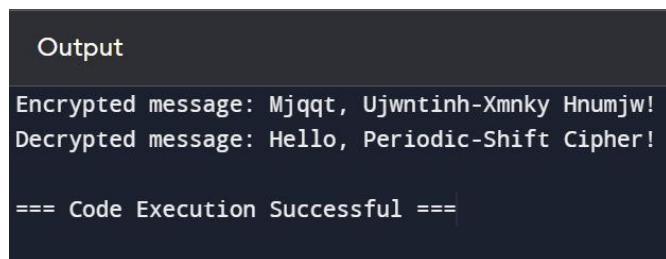 Output
Encrypted message: Mjqqt, Ujwntinh-Xmnky Hnumjw!
Decrypted message: Hello, Periodic-Shift Cipher!
=== Code Execution Successful ===